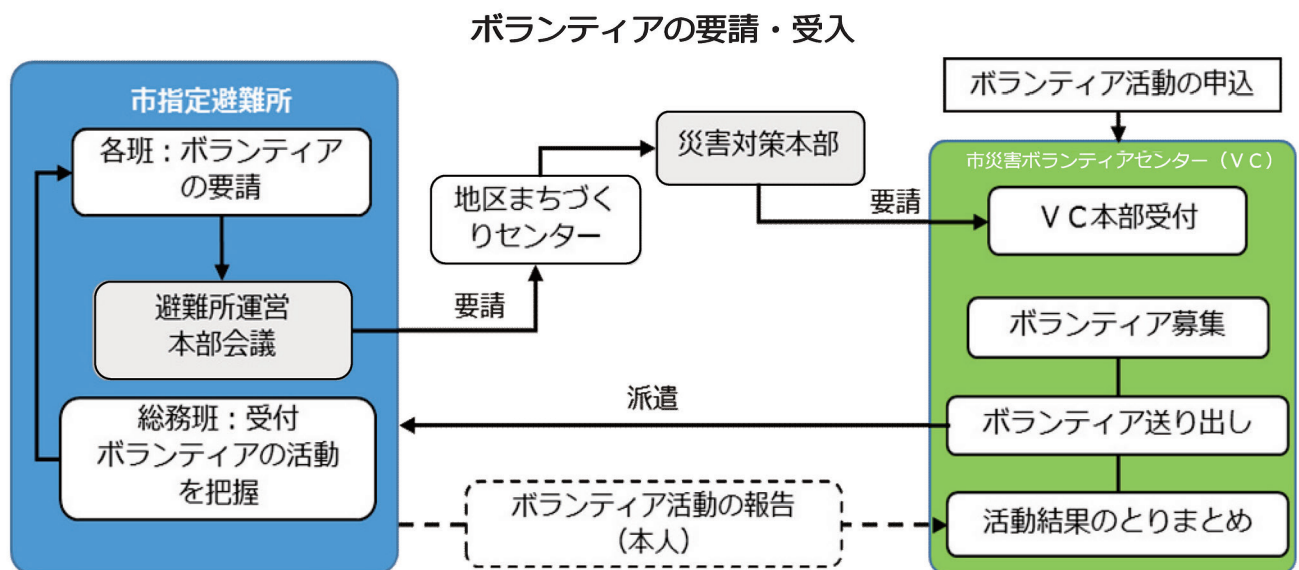 ボランティアの要請・受入
市指定避難所
各班：ボランティア
の要請
避難所運営
本部会議
総務班：受付
ボランティアの活動
を把握
要請
地区まちづく
りセンター
災害対策本部
要請
ボランティア活動の申込
市災害ボランティアセンター（ＶＣ）
ＶＣ本部受付
ボランティア募集
ボランティア送り出し
派遣
ボランティア活動の報告
（本人）
活動結果のとりまとめ